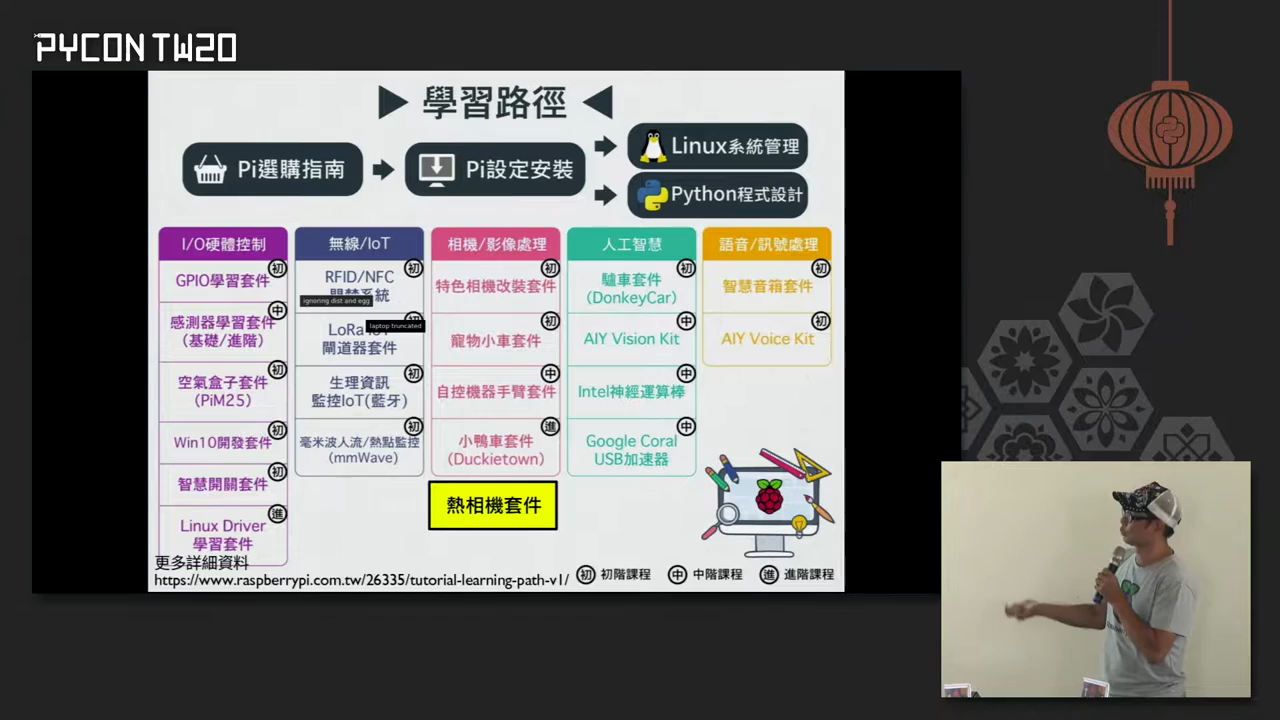 PYCON TW20
學習路徑
Pi選購指南
Pi設定安裝
Linux系統管理
Python程式設計
I/O硬體控制
初
GPIO學習套件
中
感測器學習套件
(基礎/進階)
初
空氣盒子套件
(PiM25)
初
Win10開發套件
初
智慧開關套件
進
Linux Driver
學習套件
無線/IoT
初
RFID/NFC
系統
ignoring dist and egg
laptop truncated
LoRa
閘道器套件
初
生理資訊
監控IoT(藍牙)
初
毫米波人流/熱點監控
(mmWave)
相機/影像處理
初
特色相機改裝套件
初
寵物小車套件
中
自控機器手臂套件
進
小鴨車套件
(Duckietown)
熱相機套件
人工智慧
初
驢車套件
(DonkeyCar)
中
AIY Vision Kit
中
Intel神經運算棒
中
Google Coral
USB加速器
語音/訊號處理
初
智慧音箱套件
初
AIY Voice Kit
更多詳細資料
https://www.raspberrypi.com.tw/26335/tutorial-learning-path-v1/
初 初階課程
中 中階課程
進 進階課程